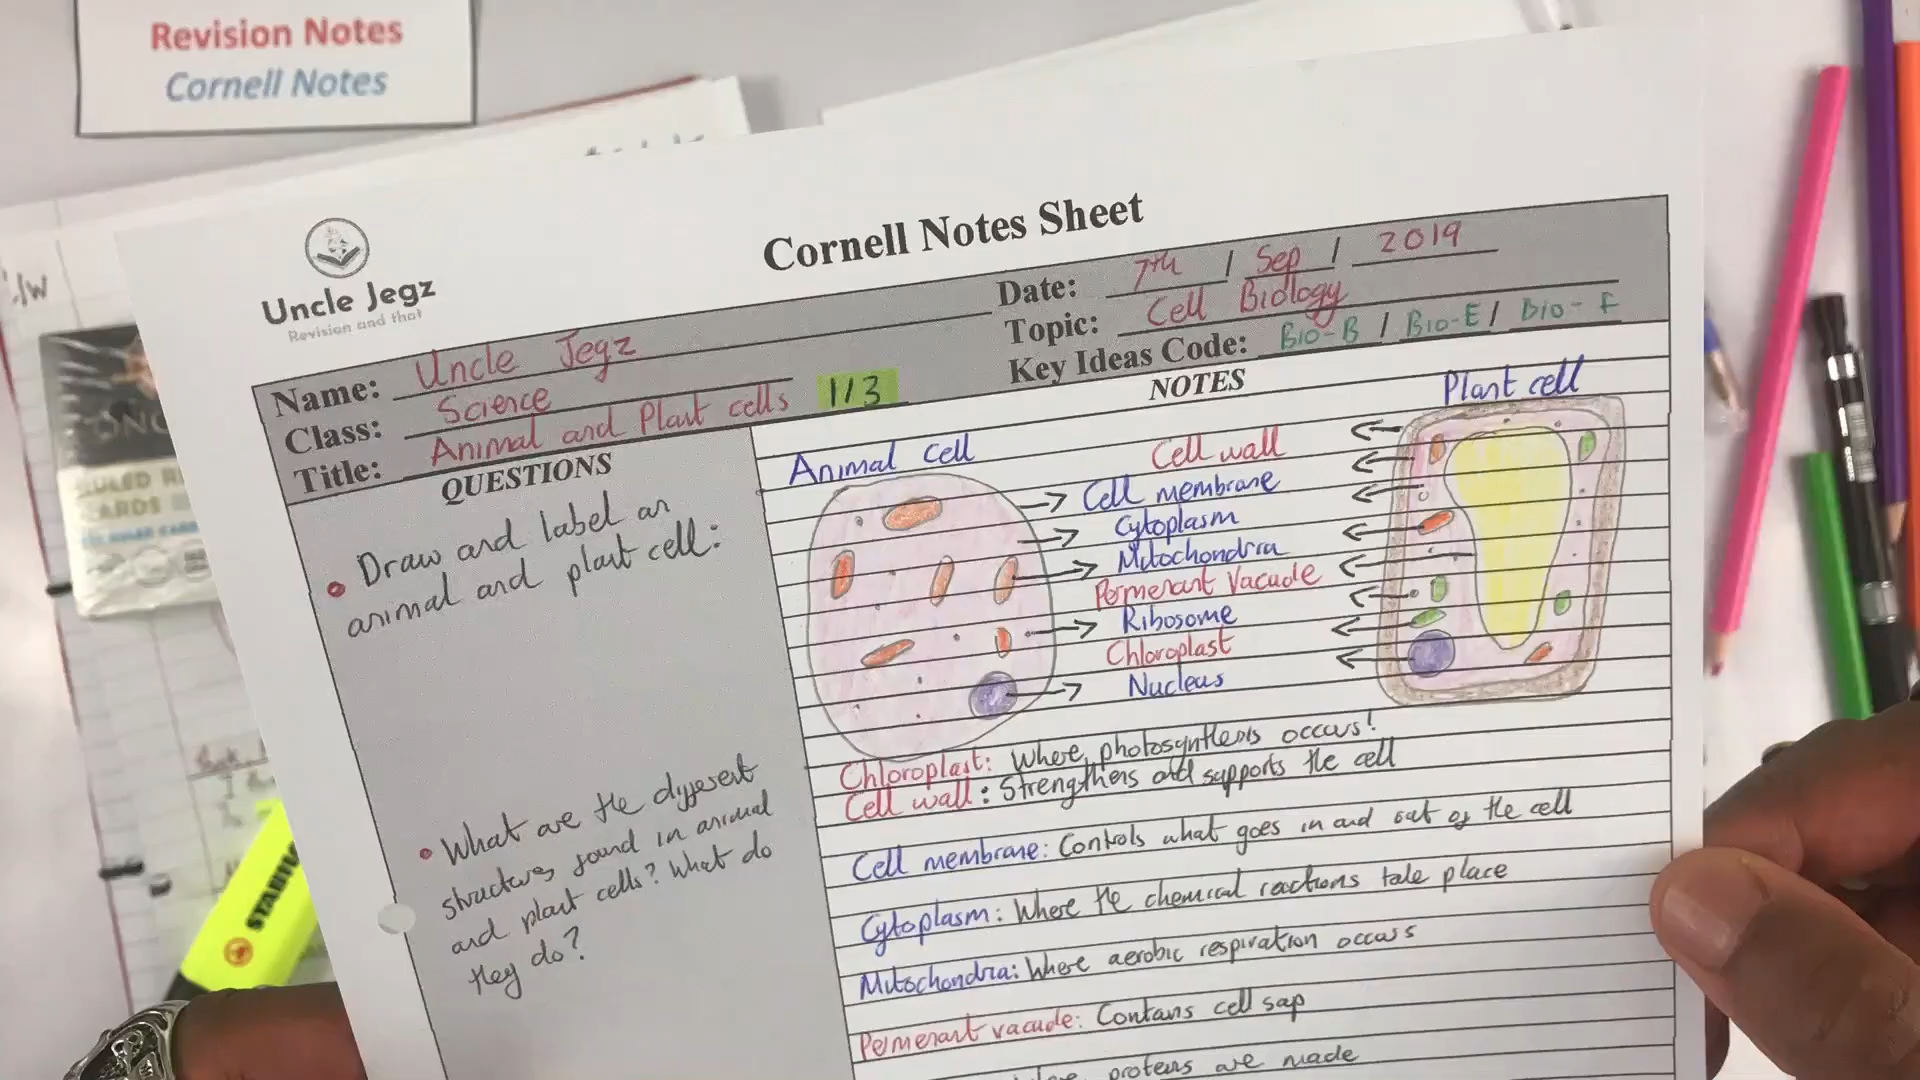 Revision Notes
Cornell Notes
Cornell Notes Sheet
Uncle Jegz
Revision and that
Date: 7th / Sep / 2019
Topic: Cell Biology
Key Ideas Code: Bio-B / Bio-E / Bio-F
Name: Uncle Jegz
Class: Science
Title: Animal and Plant cells 1/3
QUESTIONS
• Draw and label an
animal and plant cell:
• What are the different
structures found in animal
and plant cells? What do
they do?
NOTES
Animal cell
Plant cell
Cell wall
Cell membrane
Cytoplasm
Mitochondria
Permenant Vacuole
Ribosome
Chloroplast
Nucleus
Chloroplast: Where photosynthesis occurs!
Cell wall: Strengthens and supports the cell
Cell membrane: Controls what goes in and out of the cell
Cytoplasm: Where the chemical reactions take place
Mitochondria: Where aerobic respiration occurs
Permenant vacuole: Contains cell sap
proteins are made
/w
RULED
CARDS
STABI